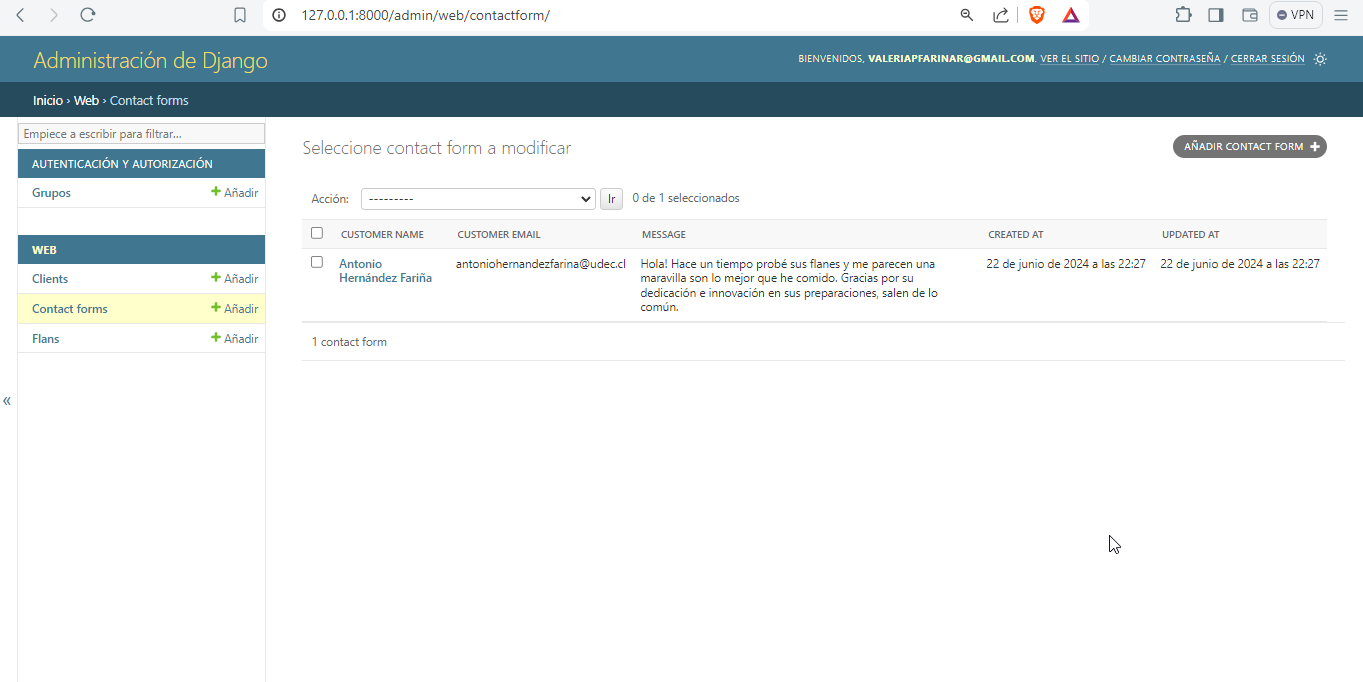 127.0.0.1:8000/admin/web/contactform/
VPN
Administración de Django
BIENVENIDOS, VALERIAPFARINAR@GMAIL.COM. VER EL SITIO / CAMBIAR CONTRASEÑA / CERRAR SESIÓN
Inicio › Web › Contact forms
Empiece a escribir para filtrar...
AUTENTICACIÓN Y AUTORIZACIÓN
Grupos + Añadir
WEB
Clients + Añadir
Contact forms + Añadir
Flans + Añadir
«
Seleccione contact form a modificar
AÑADIR CONTACT FORM +
Acción: --------- Ir 0 de 1 seleccionados
CUSTOMER NAME CUSTOMER EMAIL MESSAGE CREATED AT UPDATED AT
Antonio antoniohernandezfarina@udec.cl Hola! Hace un tiempo probé sus flanes y me parecen una 22 de junio de 2024 a las 22:27 22 de junio de 2024 a las 22:27
Hernández Fariña maravilla son lo mejor que he comido. Gracias por su
dedicación e innovación en sus preparaciones, salen de lo
común.
1 contact form